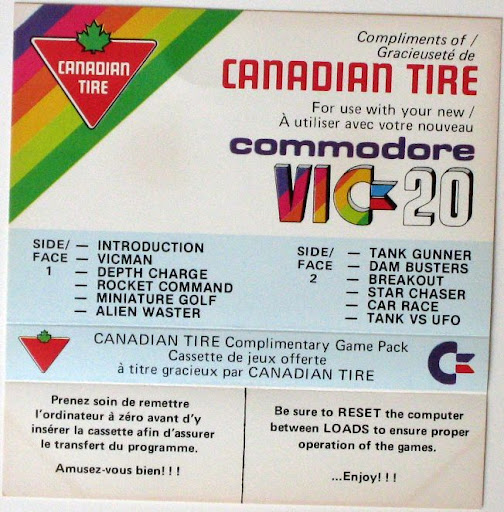 CANADIAN
TIRE
Compliments of /
Gracieuseté de
CANADIAN TIRE
For use with your new /
À utiliser avec votre nouveau
commodore
VIC-20
SIDE/
FACE
1
— INTRODUCTION
— VICMAN
— DEPTH CHARGE
— ROCKET COMMAND
— MINIATURE GOLF
— ALIEN WASTER
SIDE/
FACE
2
— TANK GUNNER
— DAM BUSTERS
— BREAKOUT
— STAR CHASER
— CAR RACE
— TANK VS UFO
CANADIAN TIRE Complimentary Game Pack
Cassette de jeux offerte
à titre gracieux par CANADIAN TIRE
Prenez soin de remettre
l'ordinateur à zéro avant d'y
insérer la cassette afin d'assurer
le transfert du programme.
Amusez-vous bien! ! !
Be sure to RESET the computer
between LOADS to ensure proper
operation of the games.
...Enjoy! ! !